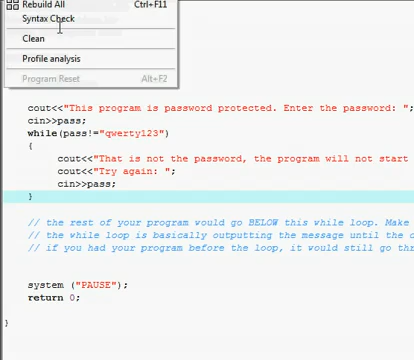 Rebuild All Ctrl+F11
Syntax Check
Clean
Profile analysis
Program Reset Alt+F2
cout<<"This program is password protected. Enter the password: ";
cin>>pass;
while(pass!="qwerty123")
{
cout<<"That is not the password, the program will not start
cout<<"Try again: ";
cin>>pass;
}
// the rest of your program would go BELOW this while loop. Make
// the while loop is basically outputting the message until the
// if you had your program before the loop, it would still go
system ("PAUSE");
return 0;
}